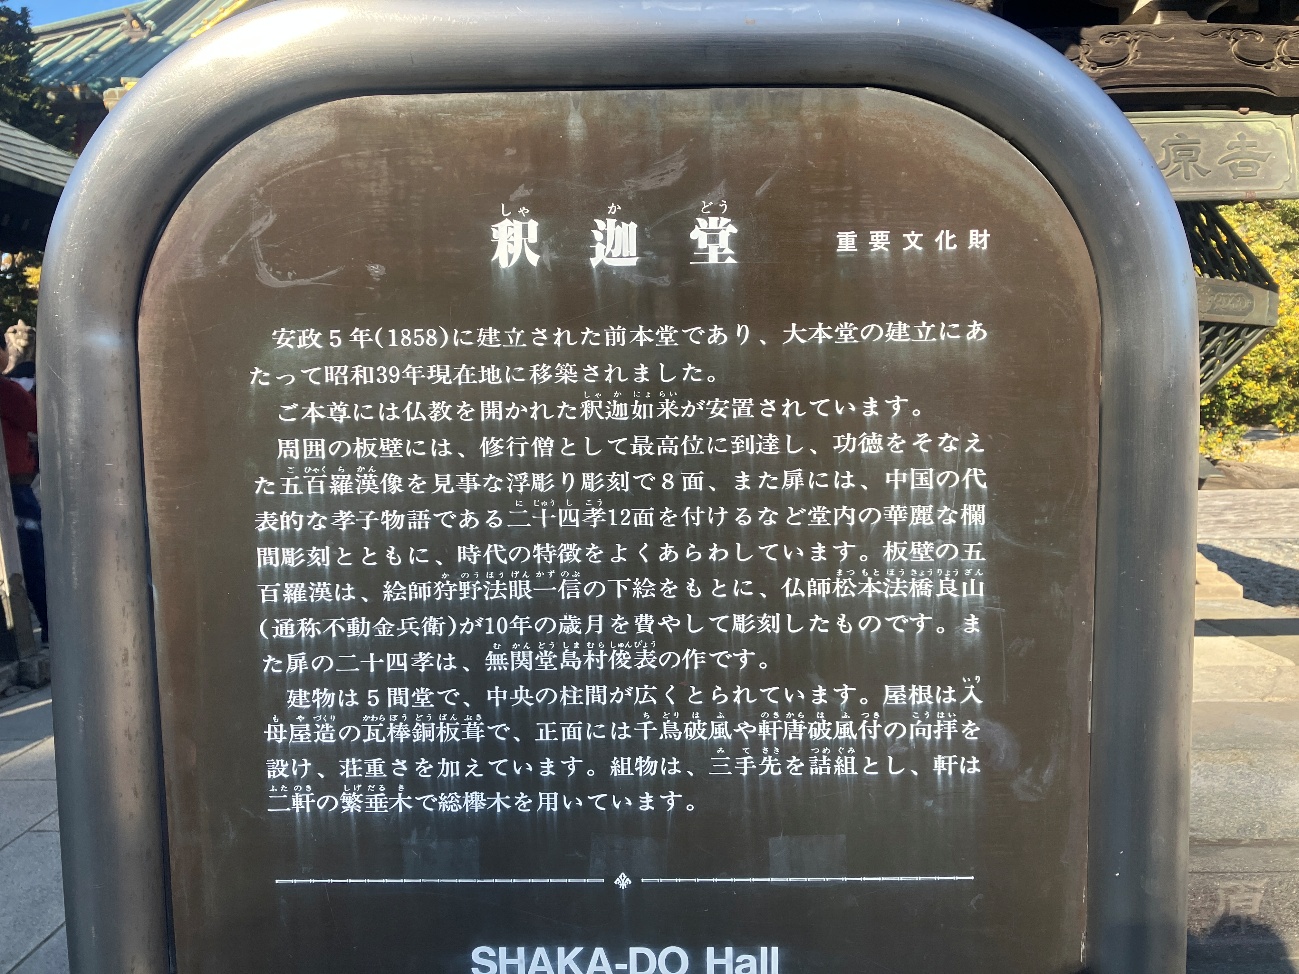 釈迦堂 重要文化財
安政5年(1858)に建立された前本堂であり、大本堂の建立にあ
たって昭和39年現在地に移築されました。
ご本尊には仏教を開かれた釈迦如来が安置されています。
周囲の板壁には、修行僧として最高位に到達し、功徳をそなえ
た五百羅漢像を見事な浮彫り彫刻で8面、また扉には、中国の代
表的な孝子物語である二十四孝12面を付けるなど堂内の華麗な欄
間彫刻とともに、時代の特徴をよくあらわしています。板壁の五
百羅漢は、絵師狩野法眼一信の下絵をもとに、仏師松本法橋良山
(通称不動金兵衛)が10年の歳月を費やして彫刻したものです。ま
た扉の二十四孝は、無関堂島村俊表の作です。
建物は5間堂で、中央の柱間が広くとられています。屋根は入
母屋造の瓦棒銅板葺で、正面には千鳥破風や軒唐破風付の向拝を
設け、荘重さを加えています。組物は、三手先を詰組とし、軒は
二軒の繁垂木で総欅木を用いています。
SHAKA-DO Hall